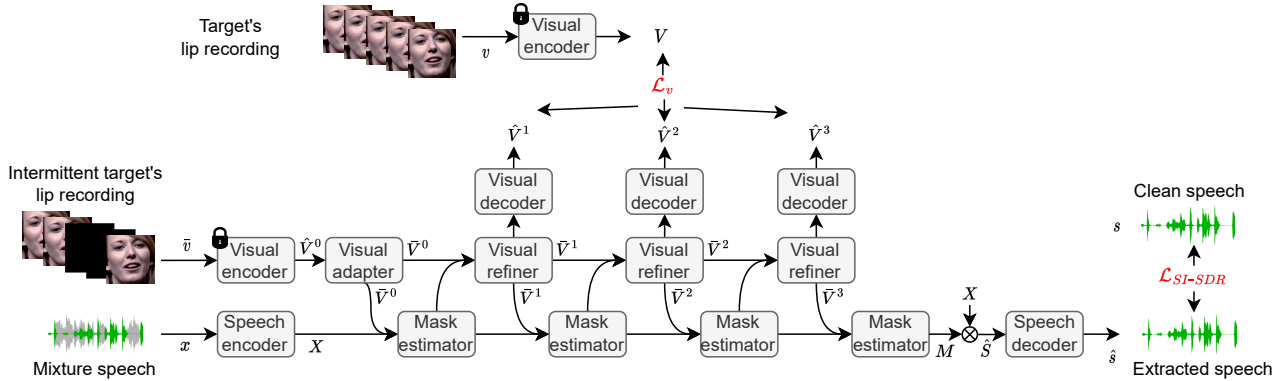 Target's
lip recording
v
Visual
encoder
V
ℒ_v
V̂¹
V̂²
V̂³
Visual
decoder
Visual
decoder
Visual
decoder
Intermittent target's
lip recording
v̄
Visual
encoder
V̂⁰
Visual
adapter
V̄⁰
Visual
refiner
V̄¹
Visual
refiner
V̄²
Visual
refiner
V̄⁰
V̄¹
V̄²
V̄³
Mixture speech
x
Speech
encoder
X
Mask
estimator
Mask
estimator
Mask
estimator
Mask
estimator
M
X
⊗
Ŝ
Speech
decoder
ŝ
Clean speech
s
ℒ_SI-SDR
Extracted speech